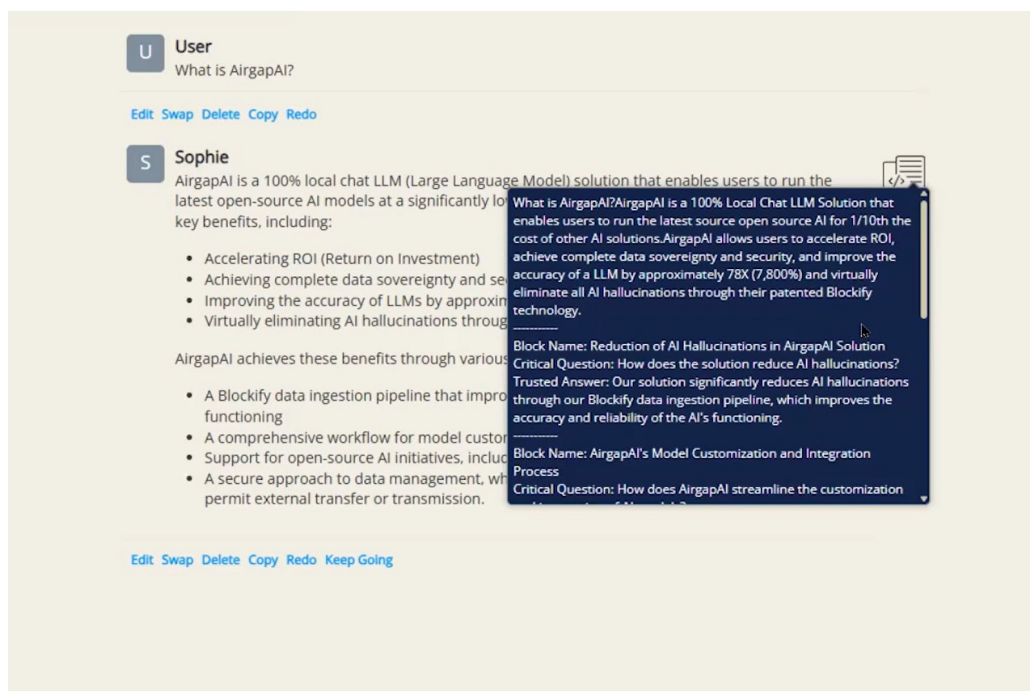 U
User
What is AirgapAI?
Edit Swap Delete Copy Redo
S
Sophie
AirgapAI is a 100% local chat LLM (Large Language Model) solution that enables users to run the
latest open-source AI models at a significantly
key benefits, including:
• Accelerating ROI (Return on Investment)
• Achieving complete data sovereignty and
• Improving the accuracy of LLMs by
• Virtually eliminating AI hallucinations
AirgapAI achieves these benefits through various
• A Blockify data ingestion pipeline that
functioning
• A comprehensive workflow for model
• Support for open-source AI initiatives,
• A secure approach to data management,
permit external transfer or transmission.
Edit Swap Delete Copy Redo Keep Going
</>
What is AirgapAI?AirgapAI is a 100% Local Chat LLM Solution that
enables users to run the latest source open source AI for 1/10th the
cost of other AI solutions.AirgapAI allows users to accelerate ROI,
achieve complete data sovereignty and security, and improve the
accuracy of a LLM by approximately 78X (7,800%) and virtually
eliminate all AI hallucinations through their patented Blockify
technology.
-----------
Block Name: Reduction of AI Hallucinations in AirgapAI Solution
Critical Question: How does the solution reduce AI hallucinations?
Trusted Answer: Our solution significantly reduces AI hallucinations
through our Blockify data ingestion pipeline, which improves the
accuracy and reliability of the AI's functioning.
-----------
Block Name: AirgapAI's Model Customization and Integration
Process
Critical Question: How does AirgapAI streamline the customization